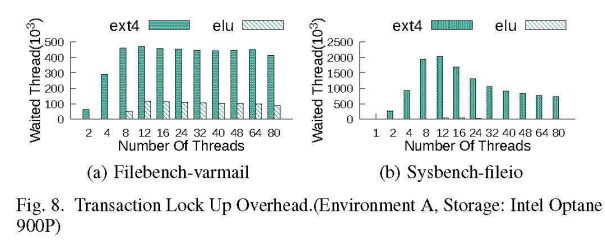 ext4 elu
Waited Thread(10³)
500
400
300
200
100
0
2 4 8 12 16 24 32 40 48 64 80
Number Of Threads
(a) Filebench-varmail
ext4 elu
Waited Thread(10³)
2500
2000
1500
1000
500
0
1 2 4 8 12 16 24 32 40 48 64 80
Number Of Threads
(b) Sysbench-fileio
Fig. 8. Transaction Lock Up Overhead.(Environment A, Storage: Intel Optane
900P)